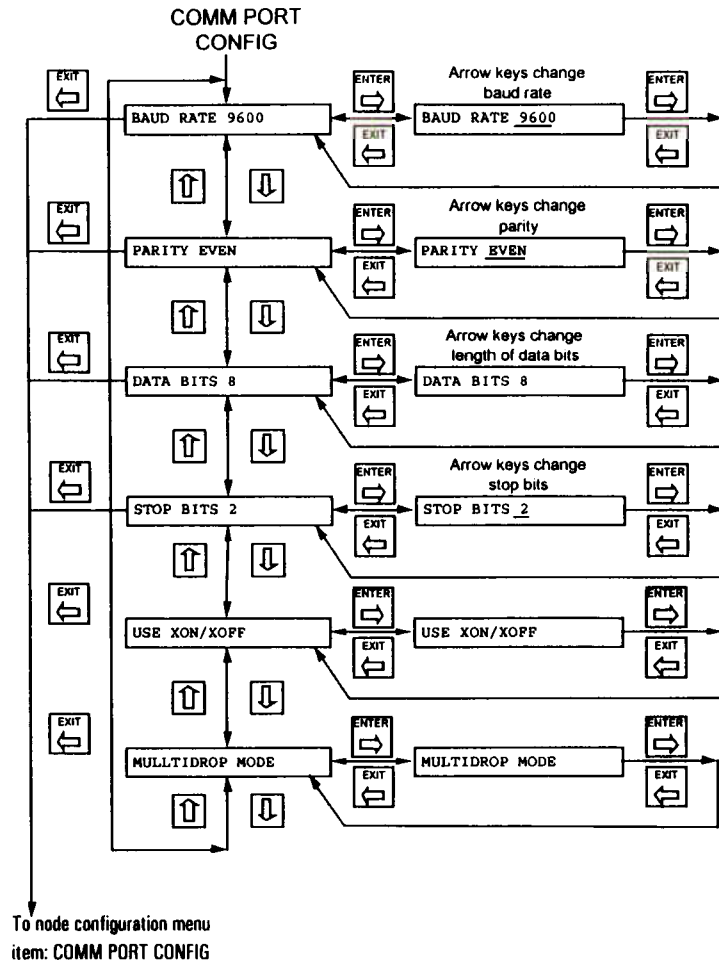 COMM PORT
CONFIG
EXIT
ENTER
Arrow keys change
baud rate
ENTER
BAUD RATE 9600
EXIT
BAUD RATE 9600
EXIT
EXIT
ENTER
Arrow keys change
parity
ENTER
PARITY EVEN
EXIT
PARITY EVEN
EXIT
EXIT
ENTER
Arrow keys change
length of data bits
ENTER
DATA BITS 8
EXIT
DATA BITS 8
EXIT
EXIT
ENTER
Arrow keys change
stop bits
ENTER
STOP BITS 2
EXIT
STOP BITS 2
EXIT
EXIT
ENTER
ENTER
USE XON/XOFF
EXIT
USE XON/XOFF
EXIT
EXIT
ENTER
ENTER
MULLTIDROP MODE
EXIT
MULTIDROP MODE
EXIT
To node configuration menu
item: COMM PORT CONFIG